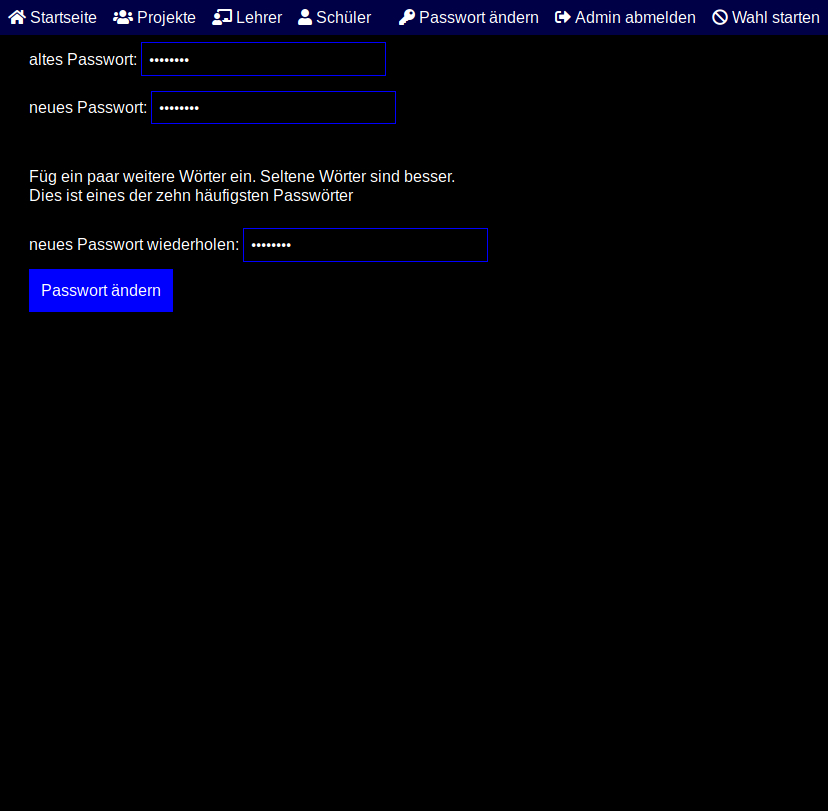 Startseite Projekte Lehrer Schüler Passwort ändern Admin abmelden Wahl starten
altes Passwort: ••••••••
neues Passwort: ••••••••
Füg ein paar weitere Wörter ein. Seltene Wörter sind besser.
Dies ist eines der zehn häufigsten Passwörter
neues Passwort wiederholen: ••••••••
Passwort ändern